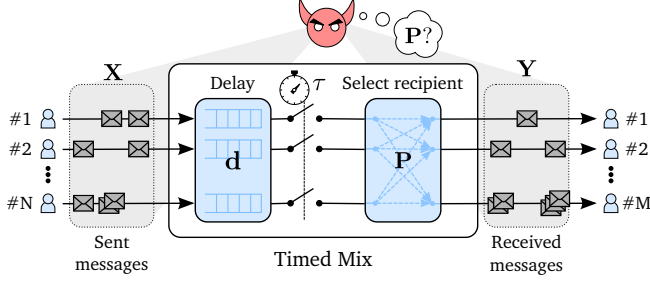 P?
X
Y
Delay
τ
Select recipient
#1
#1
#2
d
P
#2
#N
#M
Sent
messages
Received
messages
Timed Mix